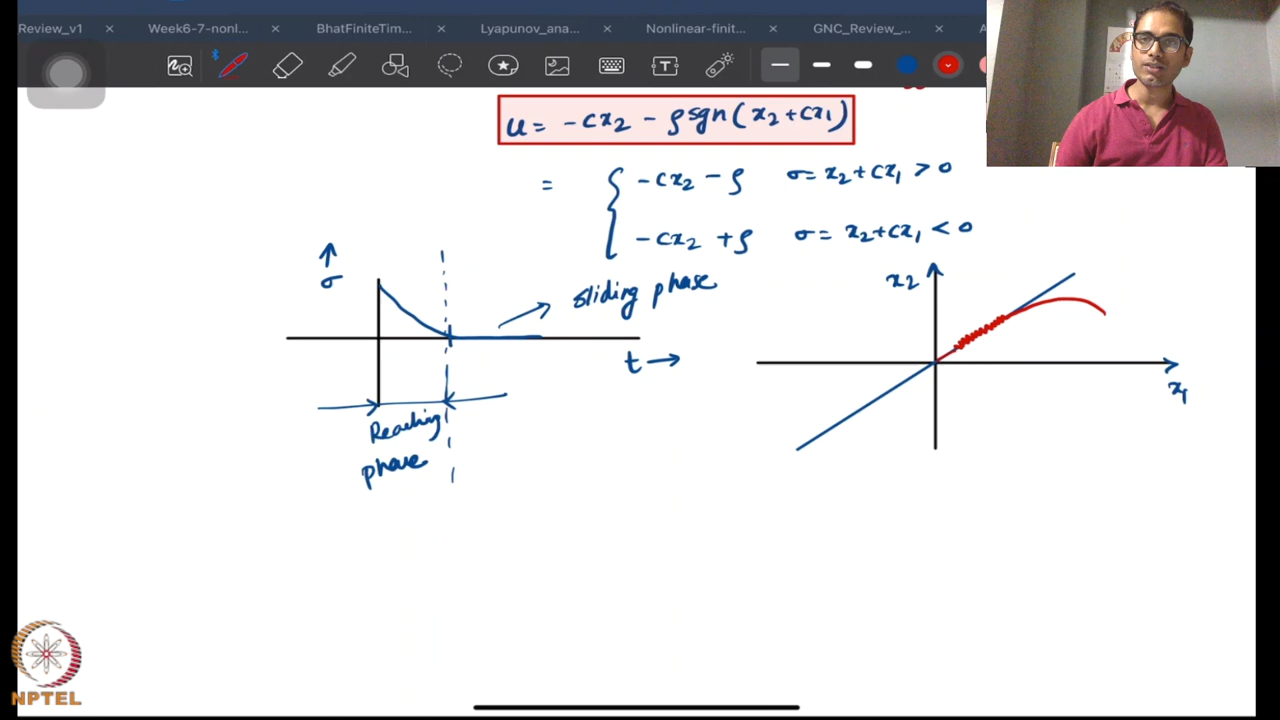 Review_v1
Week6-7-nonl...
BhatFiniteTim...
Lyapunov_ana...
Nonlinear-finit...
GNC_Review_...
u = -cx₂ - ρsgn(x₂+cx₁)
= { -cx₂ - ρ σ= x₂+cx₁ > 0
-cx₂ + ρ σ= x₂+cx₁ < 0
↑
σ
sliding phase
t →
Reaching
phase
x₂
x₁
NPTEL